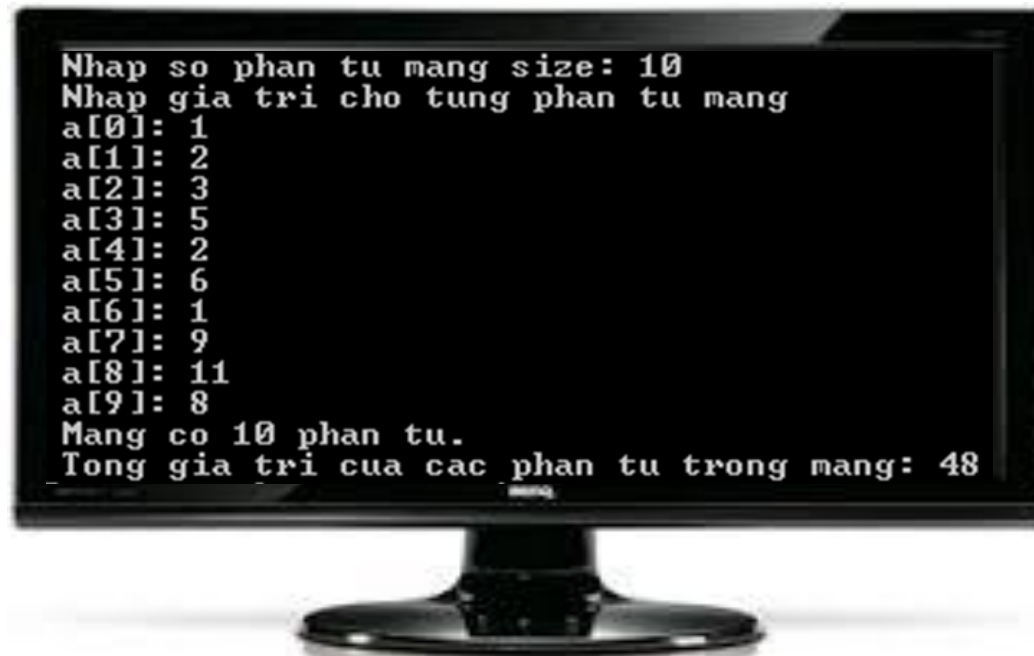 Nhap so phan tu mang size: 10
Nhap gia tri cho tung phan tu mang
a[0]: 1
a[1]: 2
a[2]: 3
a[3]: 5
a[4]: 2
a[5]: 6
a[6]: 1
a[7]: 9
a[8]: 11
a[9]: 8
Mang co 10 phan tu.
Tong gia tri cua cac phan tu trong mang: 48
BenQ